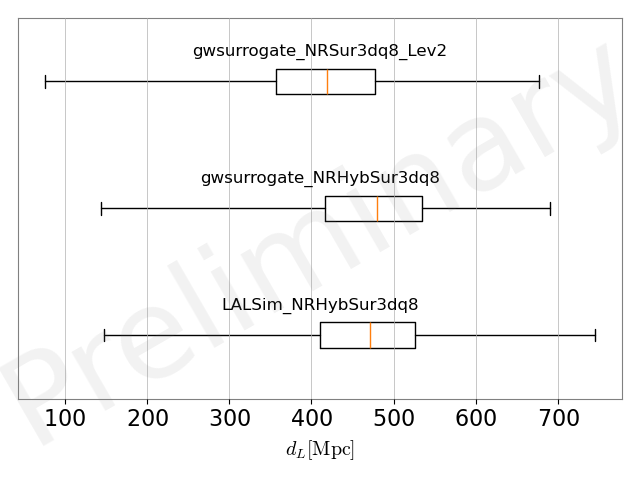 gwsurrogate_NRSur3dq8_Lev2
gwsurrogate_NRHybSur3dq8
LALSim_NRHybSur3dq8
Preliminary
100 200 300 400 500 600 700
d_L[Mpc]